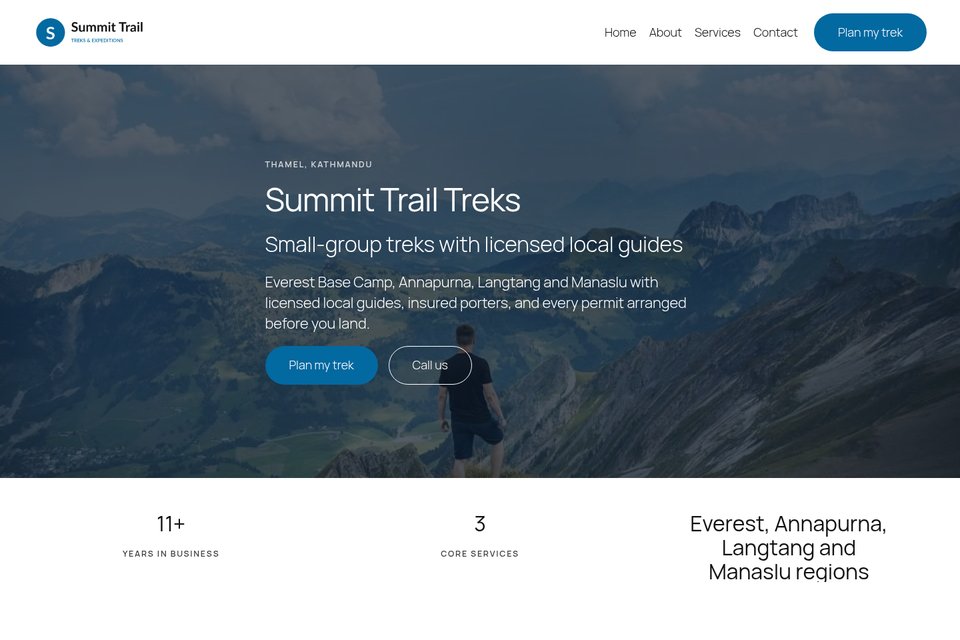 S
Summit Trail
TREKS & EXPEDITIONS
Home About Services Contact Plan my trek
THAMEL, KATHMANDU
Summit Trail Treks
Small-group treks with licensed local guides
Everest Base Camp, Annapurna, Langtang and Manaslu with
licensed local guides, insured porters, and every permit arranged
before you land.
Plan my trek Call us
11+
YEARS IN BUSINESS
3
CORE SERVICES
Everest, Annapurna,
Langtang and
Manaslu regions